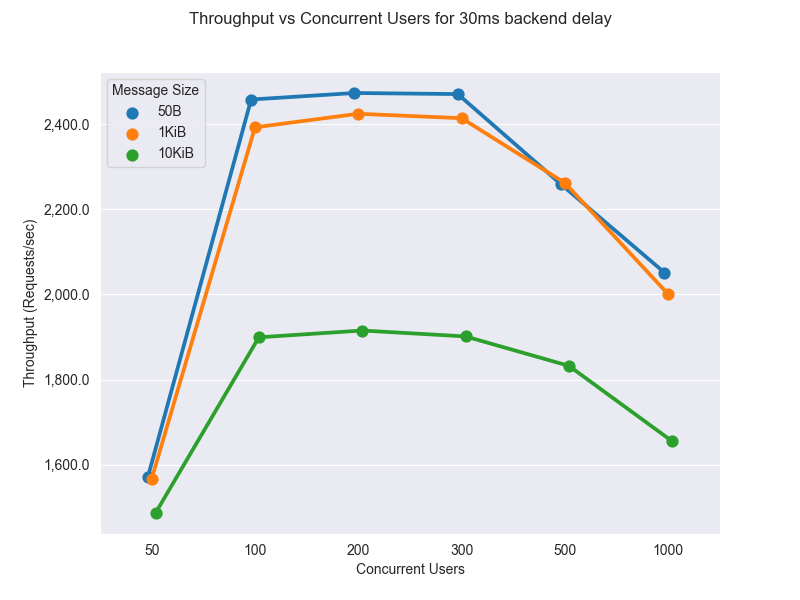 Throughput vs Concurrent Users for 30ms backend delay
Message Size
50B
1KiB
10KiB
Throughput (Requests/sec)
2,400.0
2,200.0
2,000.0
1,800.0
1,600.0
50 100 200 300 500 1000
Concurrent Users